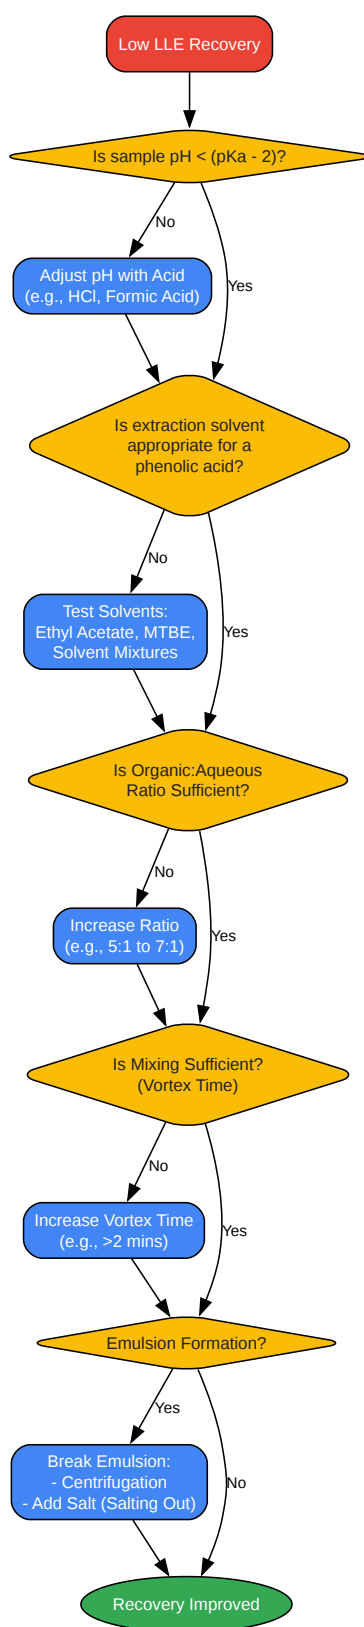 Low LLE Recovery
Is sample pH < (pKa - 2)?
No
Adjust pH with Acid
(e.g., HCl, Formic Acid)
Yes
Is extraction solvent
appropriate for a
phenolic acid?
No
Test Solvents:
Ethyl Acetate, MTBE,
Solvent Mixtures
Yes
Is Organic:Aqueous
Ratio Sufficient?
No
Increase Ratio
(e.g., 5:1 to 7:1)
Yes
Is Mixing Sufficient?
(Vortex Time)
No
Increase Vortex Time
(e.g., >2 mins)
Yes
Emulsion Formation?
Yes
Break Emulsion:
- Centrifugation
- Add Salt (Salting Out)
No
Recovery Improved